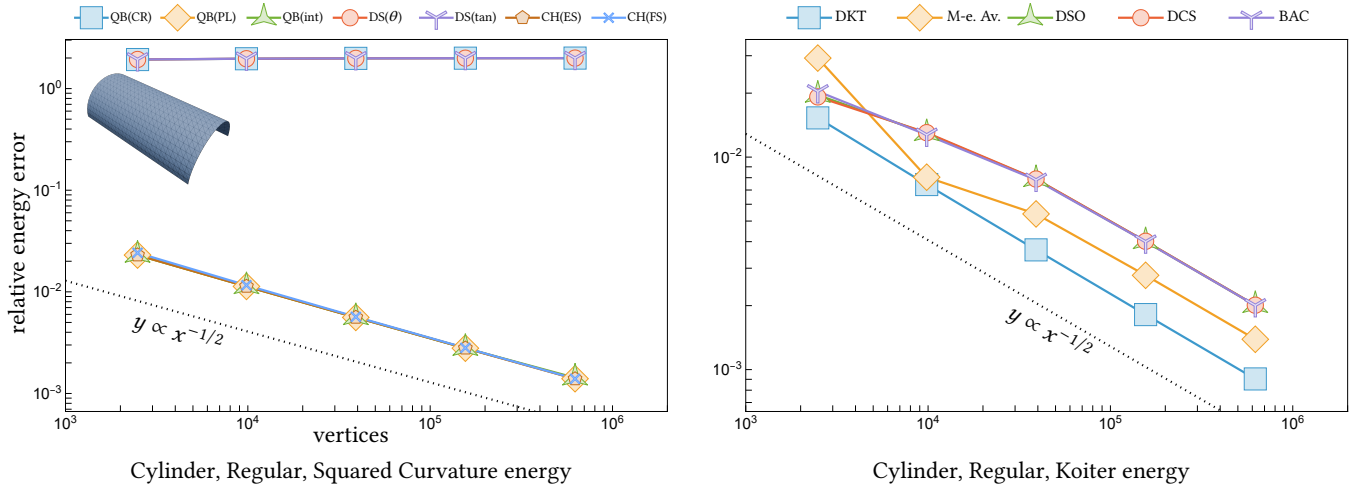 QB(CR) QB(PL) QB(int) DS(θ) DS(tan) CH(ES) CH(FS)
DKT M-e. Av. DSO DCS BAC
relative energy error
10^0
10^-1
10^-2
10^-3
y ∝ x^-1/2
10^3 10^4 10^5 10^6
vertices
Cylinder, Regular, Squared Curvature energy
10^-2
10^-3
y ∝ x^-1/2
10^3 10^4 10^5 10^6
Cylinder, Regular, Koiter energy